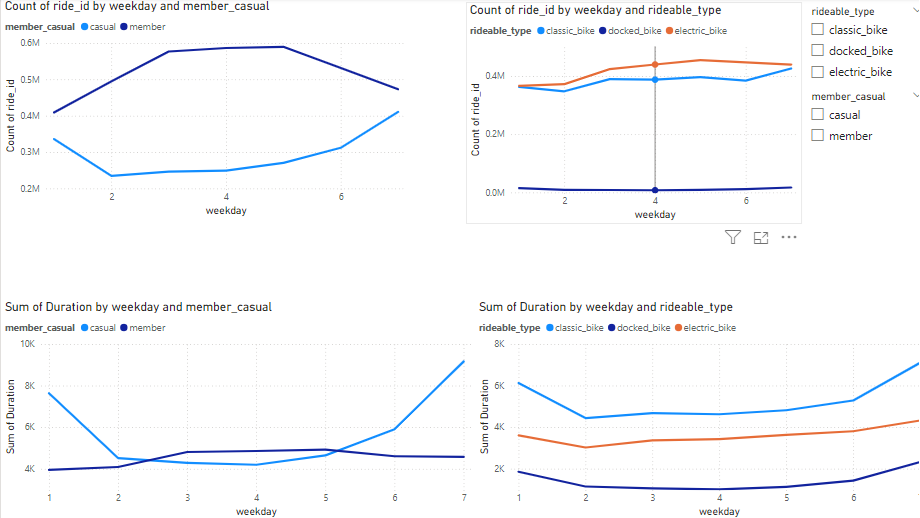 Count of ride_id by weekday and member_casual
member_casual casual member
Count of ride_id
0.6M
0.5M
0.4M
0.3M
0.2M
2 4 6
weekday
Count of ride_id by weekday and rideable_type
rideable_type classic_bike docked_bike electric_bike
Count of ride_id
0.4M
0.2M
0.0M
2 4 6
weekday
rideable_type
classic_bike
docked_bike
electric_bike
member_casual
casual
member
Sum of Duration by weekday and member_casual
member_casual casual member
Sum of Duration
10K
8K
6K
4K
1 2 3 4 5 6 7
weekday
Sum of Duration by weekday and rideable_type
rideable_type classic_bike docked_bike electric_bike
Sum of Duration
8K
6K
4K
2K
1 2 3 4 5 6
weekday